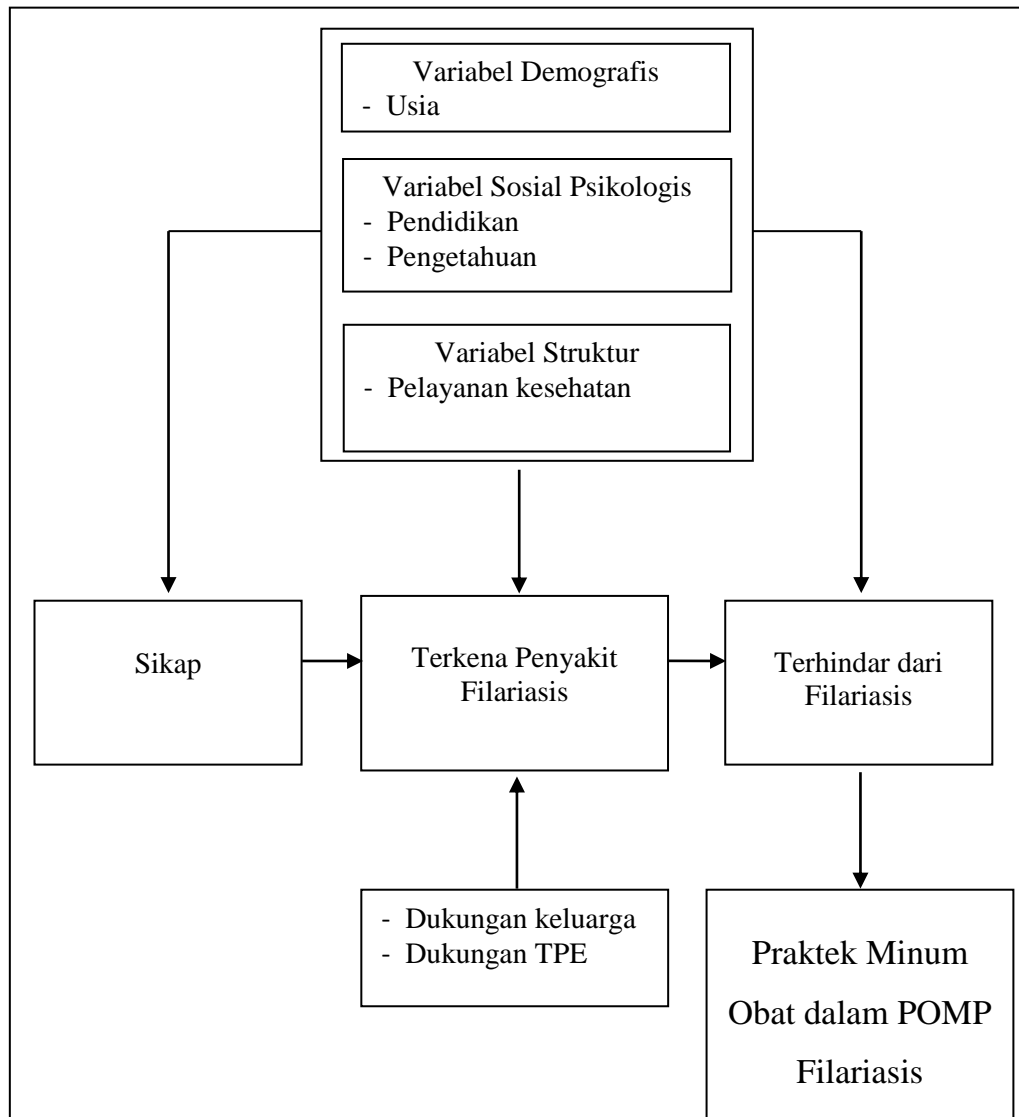 Variabel Demografis
- Usia
Variabel Sosial Psikologis
- Pendidikan
- Pengetahuan
Variabel Struktur
- Pelayanan kesehatan
Sikap
Terkena Penyakit
Filariasis
Terhindar dari
Filariasis
- Dukungan keluarga
- Dukungan TPE
Praktek Minum
Obat dalam POMP
Filariasis